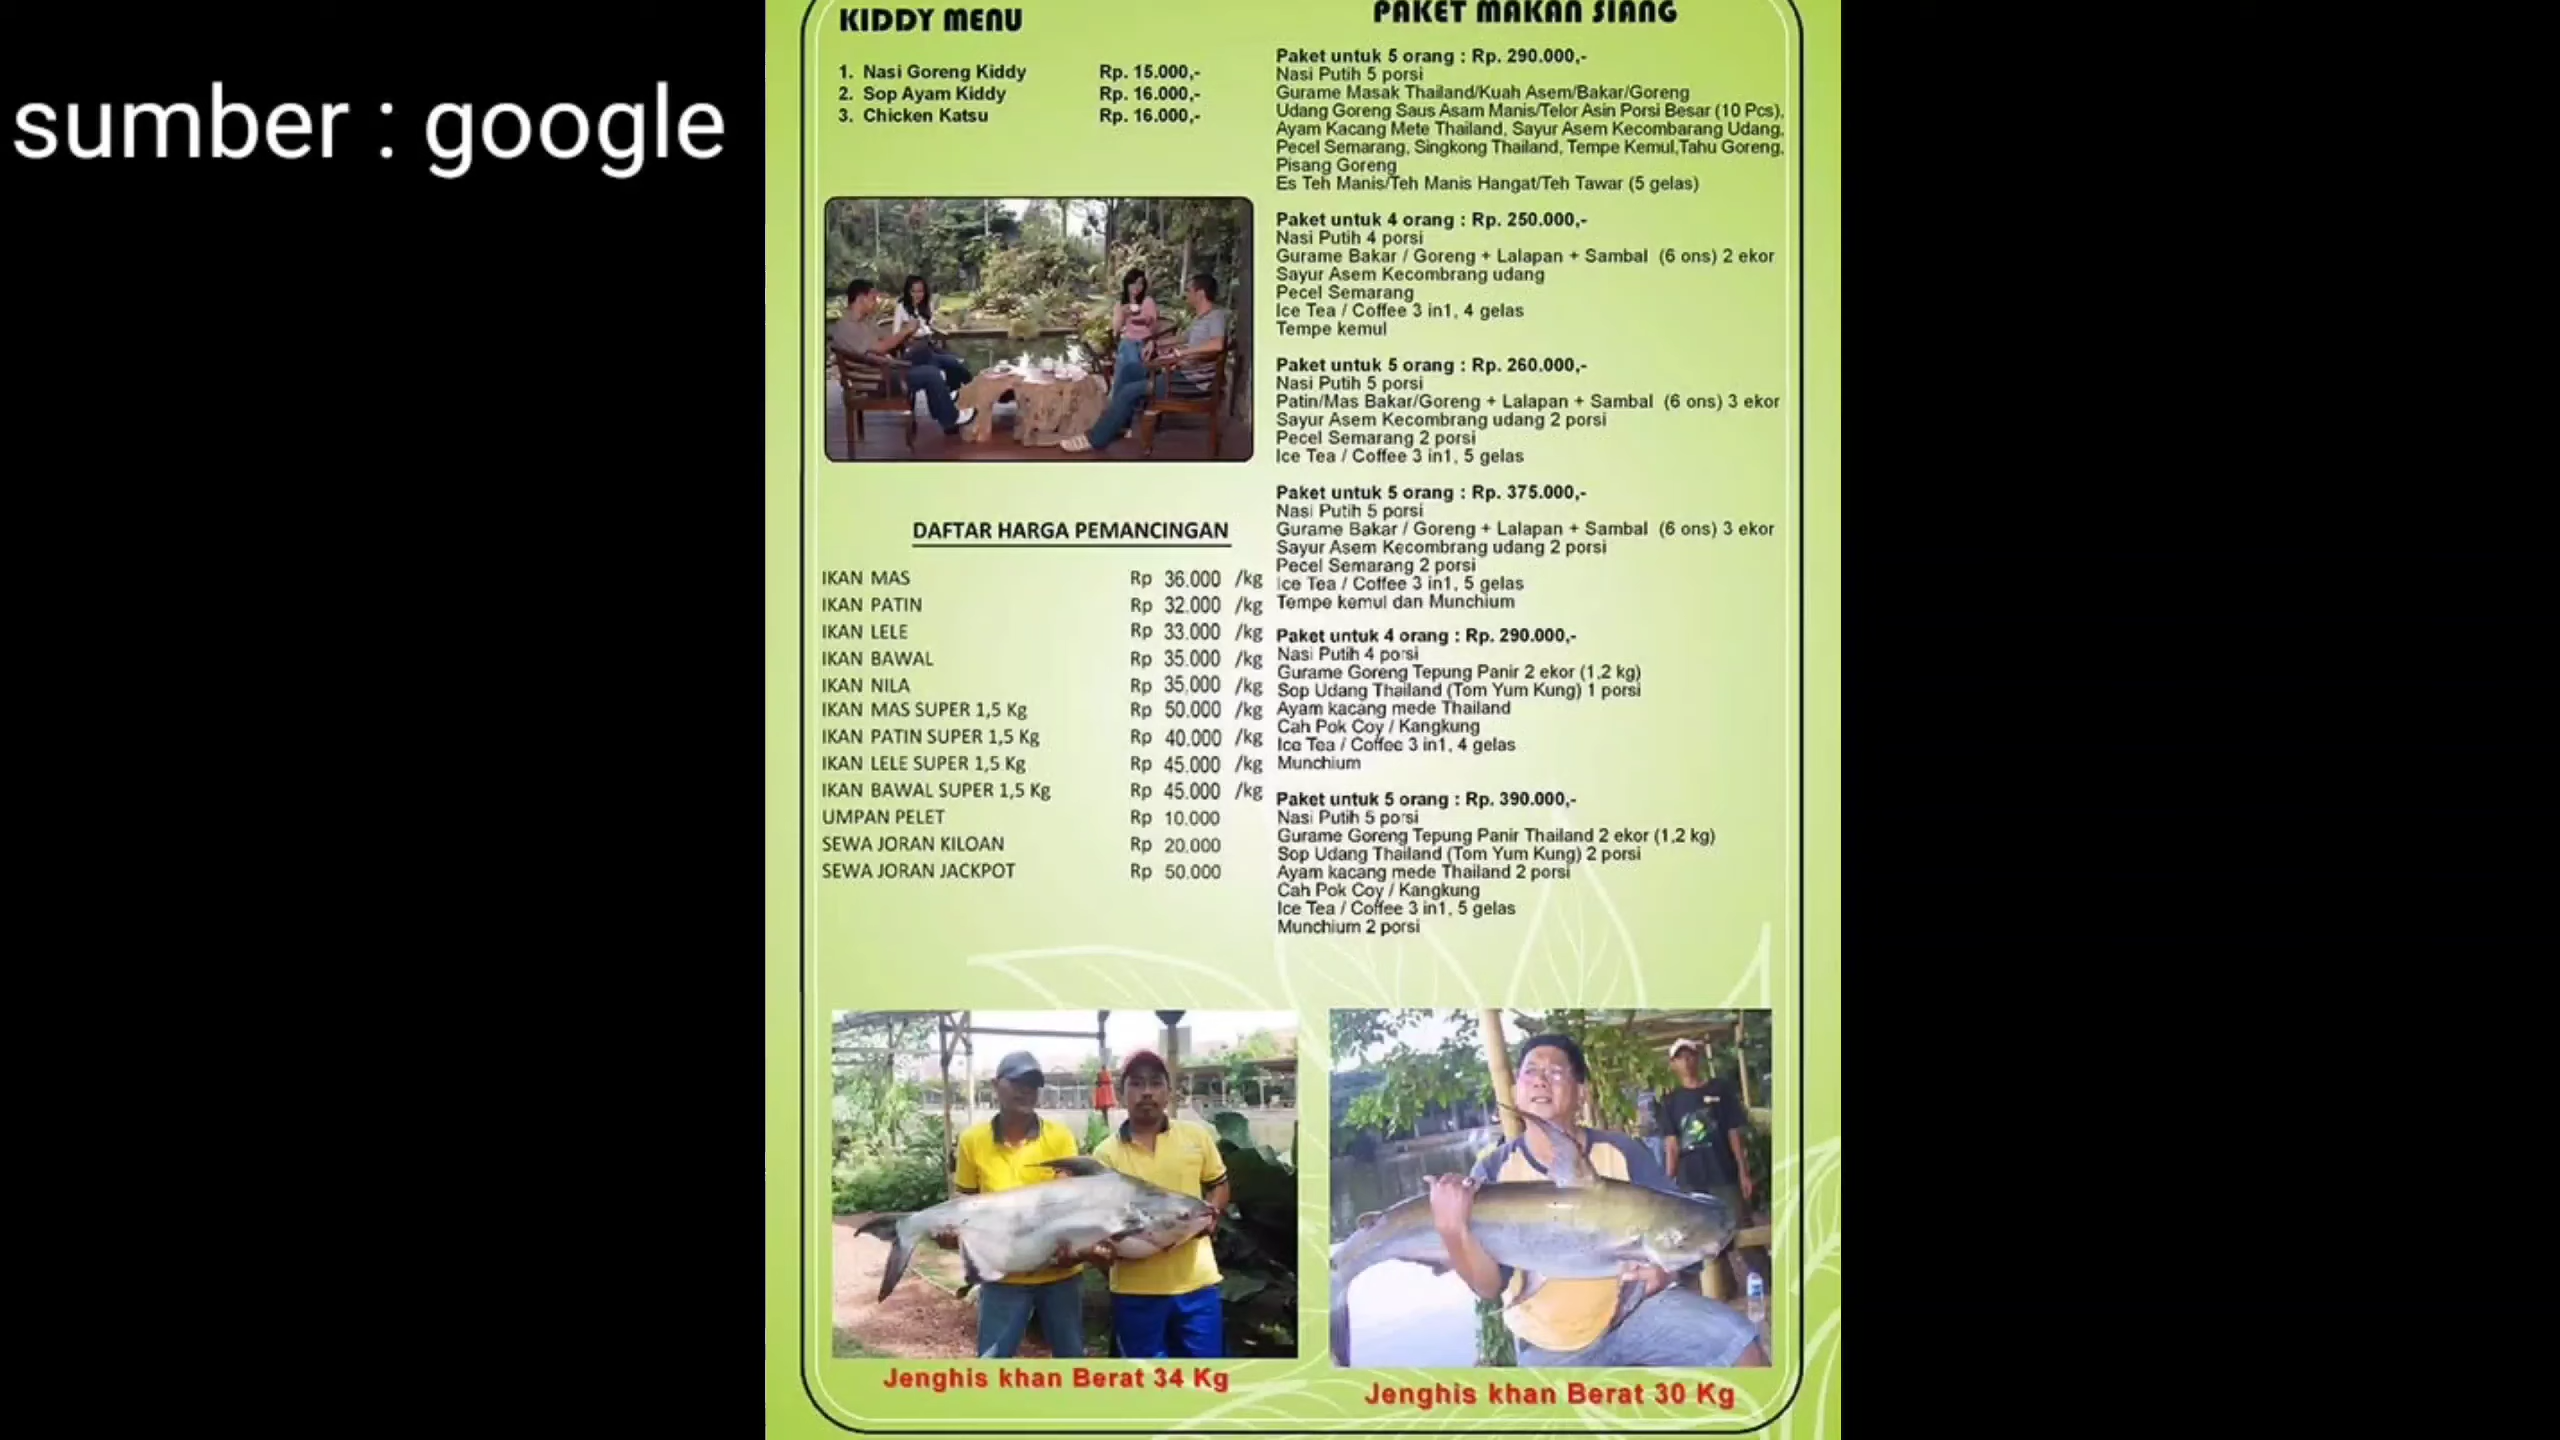 sumber : google
KIDDY MENU
1. Nasi Goreng Kiddy Rp. 15.000,-
2. Sop Ayam Kiddy Rp. 16.000,-
3. Chicken Katsu Rp. 16.000,-
DAFTAR HARGA PEMANCINGAN
IKAN MAS Rp 36.000 /kg
IKAN PATIN Rp 32.000 /kg
IKAN LELE Rp 33.000 /kg
IKAN BAWAL Rp 35.000 /kg
IKAN NILA Rp 35.000 /kg
IKAN MAS SUPER 1,5 Kg Rp 50.000 /kg
IKAN PATIN SUPER 1,5 Kg Rp 40.000 /kg
IKAN LELE SUPER 1,5 Kg Rp 45.000 /kg
IKAN BAWAL SUPER 1,5 Kg Rp 45.000 /kg
UMPAN PELET Rp 10.000
SEWA JORAN KILOAN Rp 20.000
SEWA JORAN JACKPOT Rp 50.000
PAKET MAKAN SIANG
Paket untuk 5 orang : Rp. 290.000,-
Nasi Putih 5 porsi
Gurame Masak Thailand/Kuah Asem/Bakar/Goreng
Udang Goreng Saus Asam Manis/Telor Asin Porsi Besar (10 Pcs),
Ayam Kacang Mete Thailand, Sayur Asem Kecombarang Udang,
Pecel Semarang, Singkong Thailand, Tempe Kemul,Tahu Goreng,
Pisang Goreng
Es Teh Manis/Teh Manis Hangat/Teh Tawar (5 gelas)
Paket untuk 4 orang : Rp. 250.000,-
Nasi Putih 4 porsi
Gurame Bakar / Goreng + Lalapan + Sambal (6 ons) 2 ekor
Sayur Asem Kecombrang udang
Pecel Semarang
Ice Tea / Coffee 3 in1, 4 gelas
Tempe kemul
Paket untuk 5 orang : Rp. 260.000,-
Nasi Putih 5 porsi
Patin/Mas Bakar/Goreng + Lalapan + Sambal (6 ons) 3 ekor
Sayur Asem Kecombrang udang 2 porsi
Pecel Semarang 2 porsi
Ice Tea / Coffee 3 in1, 5 gelas
Paket untuk 5 orang : Rp. 375.000,-
Nasi Putih 5 porsi
Gurame Bakar / Goreng + Lalapan + Sambal (6 ons) 3 ekor
Sayur Asem Kecombrang udang 2 porsi
Pecel Semarang 2 porsi
Ice Tea / Coffee 3 in1, 5 gelas
Tempe kemul dan Munchium
Paket untuk 4 orang : Rp. 290.000,-
Nasi Putih 4 porsi
Gurame Goreng Tepung Panir 2 ekor (1,2 kg)
Sop Udang Thailand (Tom Yum Kung) 1 porsi
Ayam kacang mede Thailand
Cah Pok Coy / Kangkung
Ice Tea / Coffee 3 in1, 4 gelas
Munchium
Paket untuk 5 orang : Rp. 390.000,-
Nasi Putih 5 porsi
Gurame Goreng Tepung Panir Thailand 2 ekor (1,2 kg)
Sop Udang Thailand (Tom Yum Kung) 2 porsi
Ayam kacang mede Thailand 2 porsi
Cah Pok Coy / Kangkung
Ice Tea / Coffee 3 in1, 5 gelas
Munchium 2 porsi
Jenghis khan Berat 34 Kg
Jenghis khan Berat 30 Kg